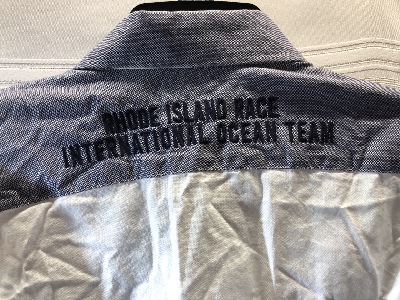 RHODE ISLAND RACE
INTERNATIONAL OCEAN TEAM